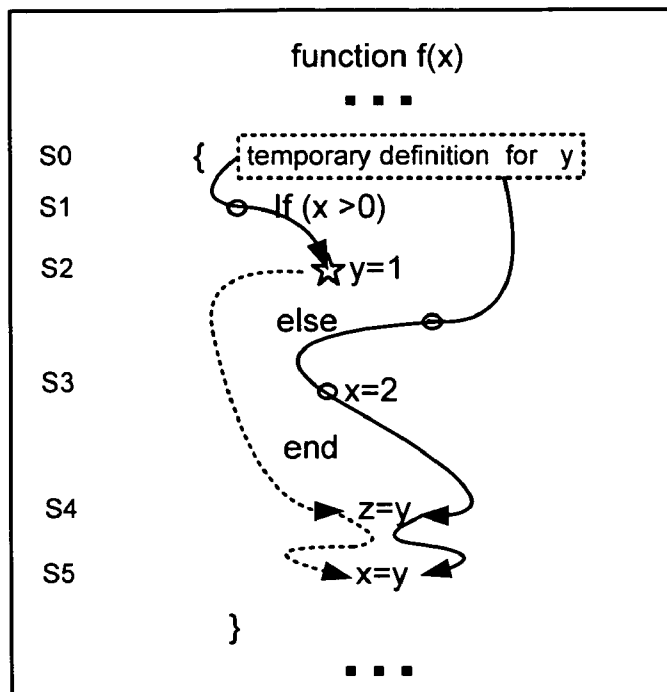 function f(x)
S0 { temporary definition for y
S1 If (x >0)
S2 y=1
else
S3 x=2
end
S4 z=y
S5 x=y
}